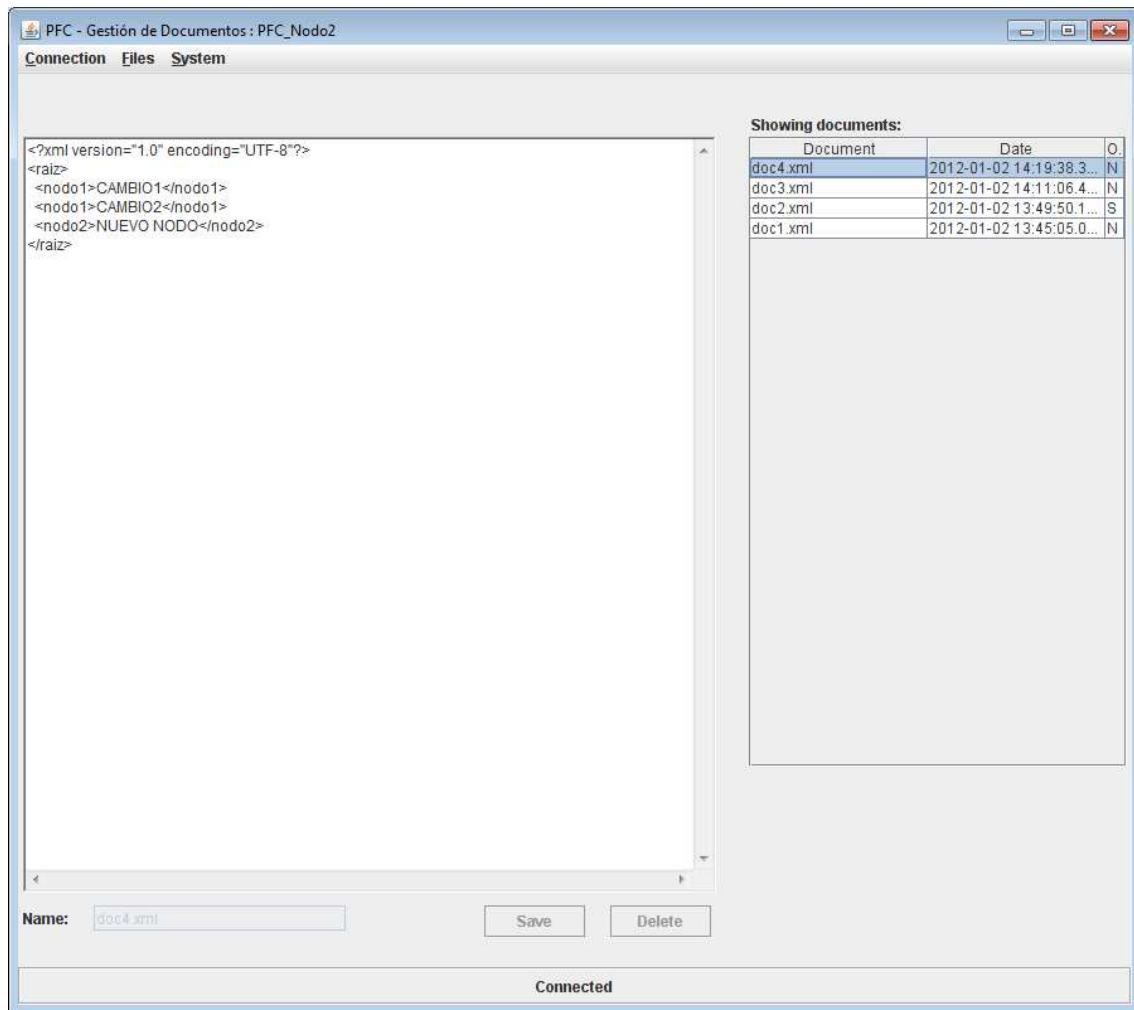 PFC - Gestión de Documentos : PFC_Nodo2
Connection Files System
<?xml version="1.0" encoding="UTF-8"?>
<raiz>
<nodo1>CAMBIO1</nodo1>
<nodo1>CAMBIO2</nodo1>
<nodo2>NUEVO NODO</nodo2>
</raiz>
Showing documents:
Document Date O.
doc4.xml 2012-01-02 14:19:38.3... N
doc3.xml 2012-01-02 14:11:06.4... N
doc2.xml 2012-01-02 13:49:50.1... S
doc1.xml 2012-01-02 13:45:05.0... N
Name: doc4.xml Save Delete
Connected